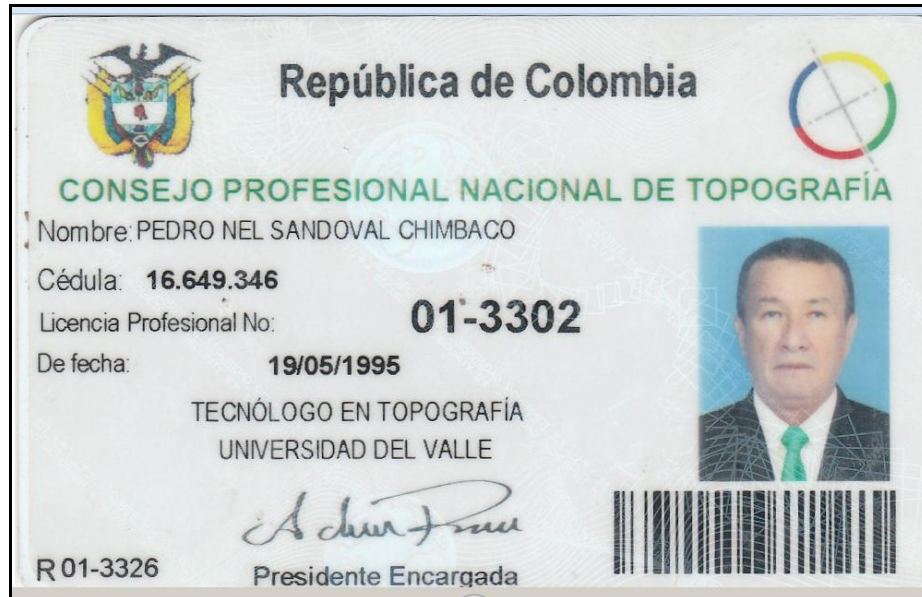 República de Colombia
CONSEJO PROFESIONAL NACIONAL DE TOPOGRAFÍA
Nombre: PEDRO NEL SANDOVAL CHIMBACO
Cédula: 16.649.346
Licencia Profesional No: 01-3302
De fecha: 19/05/1995
TECNÓLOGO EN TOPOGRAFÍA
UNIVERSIDAD DEL VALLE
R 01-3326
Presidente Encargada